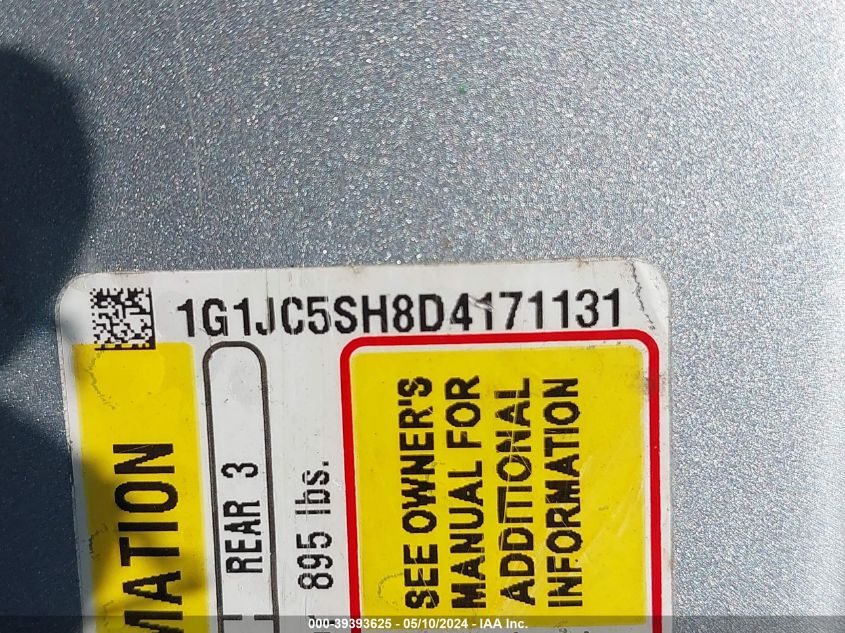 1G1JC5SH8D4171131
MATION
REAR 3
895 lbs.
SEE OWNER'S
MANUAL FOR
ADDITIONAL
INFORMATION
000-39393625 - 05/10/2024 - IAA Inc.